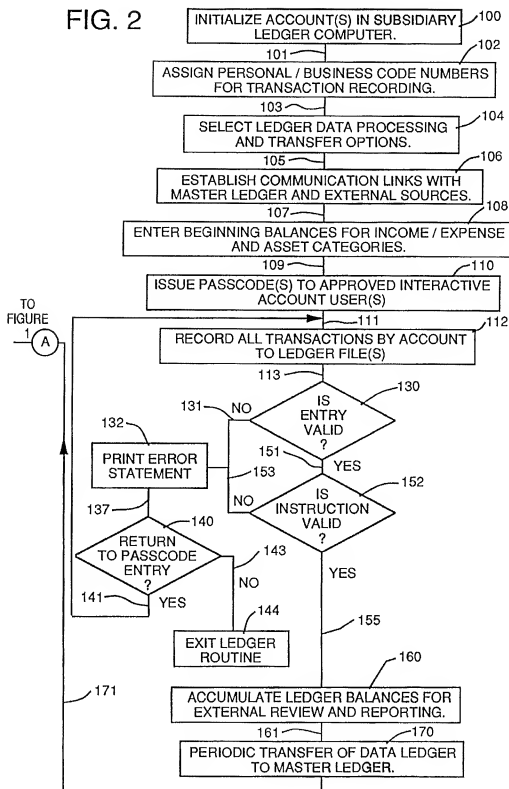 FIG. 2
100
INITIALIZE ACCOUNT(S) IN SUBSIDIARY
LEDGER COMPUTER.
101
102
ASSIGN PERSONAL / BUSINESS CODE NUMBERS
FOR TRANSACTION RECORDING.
103
104
SELECT LEDGER DATA PROCESSING
AND TRANSFER OPTIONS.
105
106
ESTABLISH COMMUNICATION LINKS WITH
MASTER LEDGER AND EXTERNAL SOURCES.
107
108
ENTER BEGINNING BALANCES FOR INCOME / EXPENSE
AND ASSET CATEGORIES.
109
110
ISSUE PASSCODE(S) TO APPROVED INTERACTIVE
ACCOUNT USER(S)
TO
FIGURE
1
A
111
112
RECORD ALL TRANSACTIONS BY ACCOUNT
TO LEDGER FILE(S)
113
130
IS
ENTRY
VALID
?
131
NO
132
PRINT ERROR
STATEMENT
151
YES
153
152
IS
INSTRUCTION
VALID
?
NO
YES
137
140
RETURN
TO PASSCODE
ENTRY
?
143
NO
141
YES
144
EXIT LEDGER
ROUTINE
155
171
160
ACCUMULATE LEDGER BALANCES FOR
EXTERNAL REVIEW AND REPORTING.
161
170
PERIODIC TRANSFER OF DATA LEDGER
TO MASTER LEDGER.